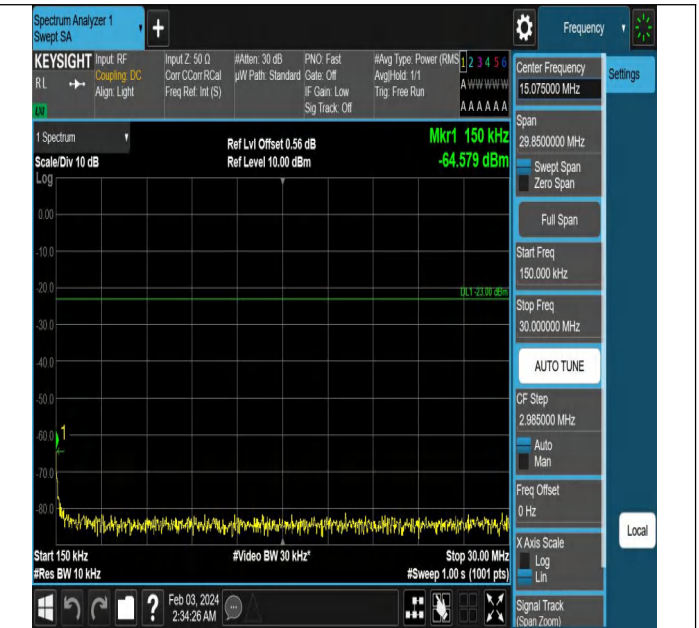 Spectrum Analyzer 1
Swept SA
+
Frequency
KEYSIGHT
RL
LXI
Input: RF
Coupling: DC
Align: Light
Input Z: 50 Ω
Corr CCorr RCal
Freq Ref: Int (S)
#Atten: 30 dB
µW Path: Standard
PNO: Fast
Gate: Off
IF Gain: Low
Sig Track: Off
#Avg Type: Power (RMS
Avg|Hold: 1/1
Trig: Free Run
1 2 3 4 5 6
A W W W W W
A A A A A A
1 Spectrum
Scale/Div 10 dB
Log
Ref Lvl Offset 0.56 dB
Ref Level 10.00 dBm
Mkr1 150 kHz
-64.579 dBm
0.00
-10.0
-20.0
DL1 -23.00 dBm
-30.0
-40.0
-50.0
-60.0
1
-70.0
-80.0
Start 150 kHz
#Video BW 30 kHz*
Stop 30.00 MHz
#Res BW 10 kHz
#Sweep 1.00 s (1001 pts)
?
Feb 03, 2024
2:34:26 AM
Center Frequency
15.075000 MHz
Settings
Span
29.8500000 MHz
Swept Span
Zero Span
Full Span
Start Freq
150.000 kHz
Stop Freq
30.000000 MHz
AUTO TUNE
CF Step
2.985000 MHz
Auto
Man
Freq Offset
0 Hz
X Axis Scale
Log
Lin
Local
Signal Track
(Span Zoom)